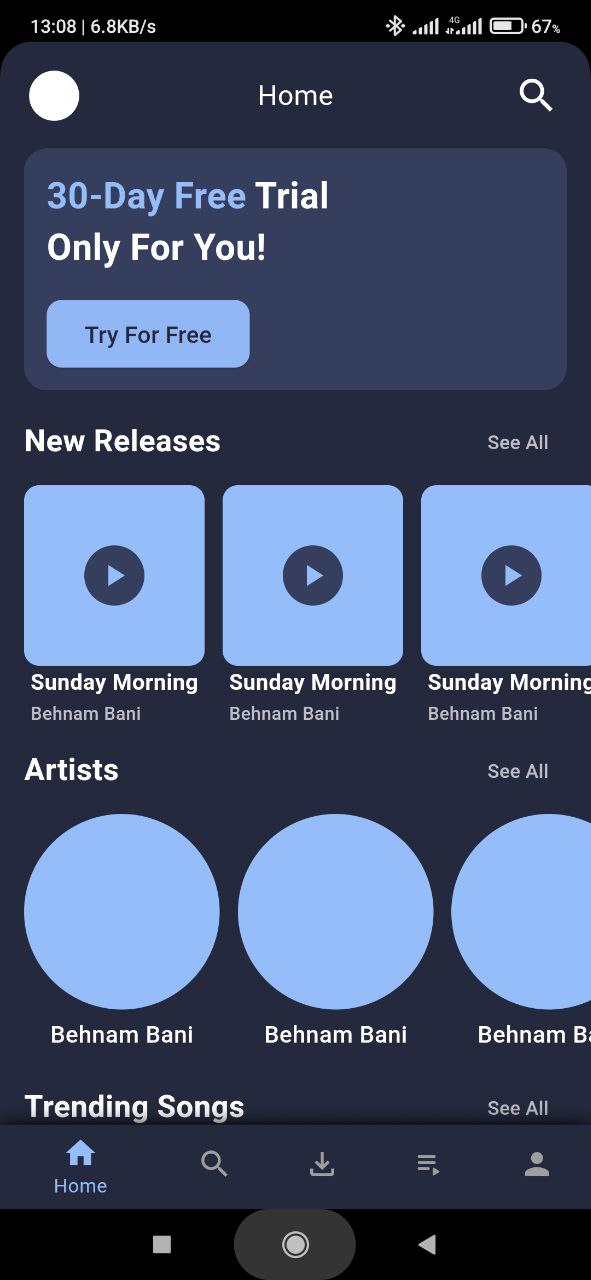 13:08 | 6.8KB/s 4G 67%
Home
30-Day Free Trial
Only For You!
Try For Free
New Releases See All
Sunday Morning Sunday Morning Sunday Morning
Behnam Bani Behnam Bani Behnam Bani
Artists See All
Behnam Bani Behnam Bani Behnam Ba
Trending Songs See All
Home